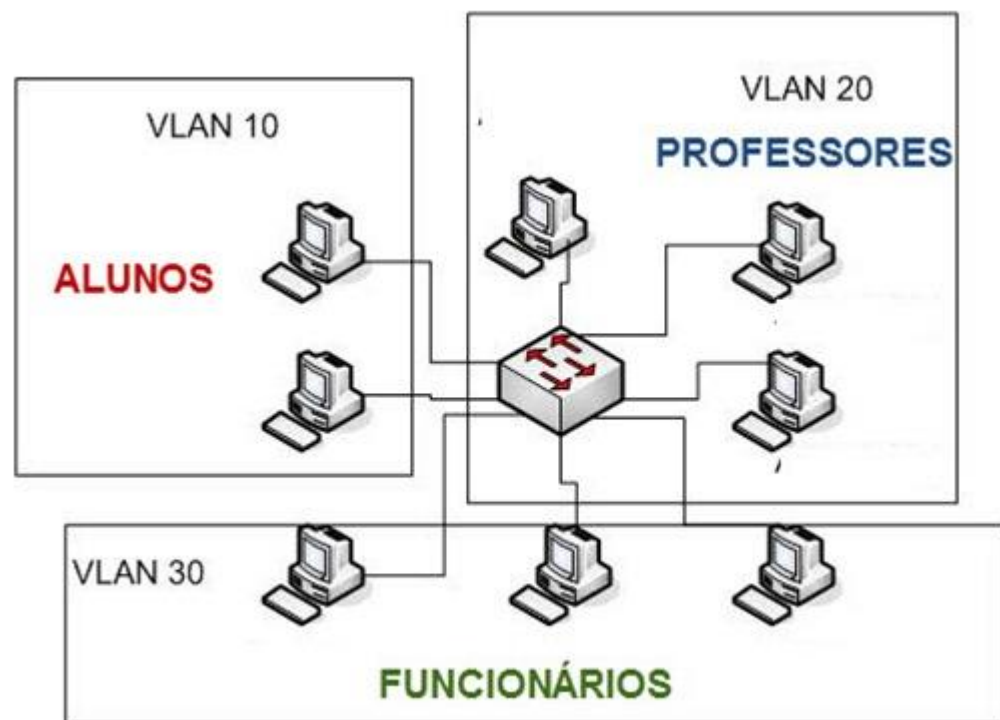 VLAN 10
ALUNOS
VLAN 20
PROFESSORES
VLAN 30
FUNCIONÁRIOS